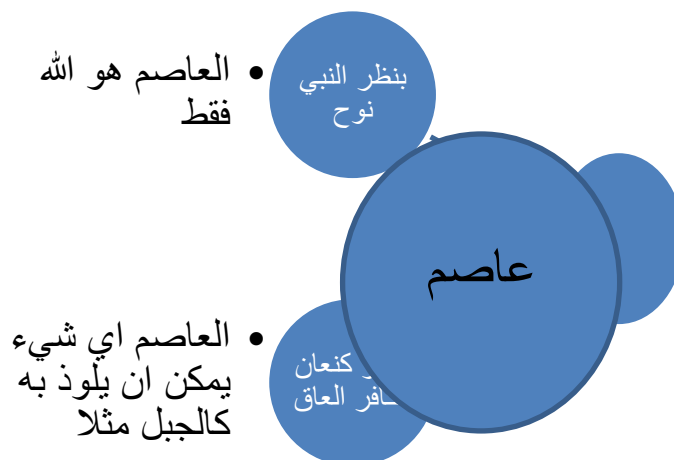 بنظر النبي
نوح
• العاصم هو الله
فقط
عاصم
كنعان
العاق
• العاصم اي شيء
يمكن ان يلوذ به
كالجبل مثلا